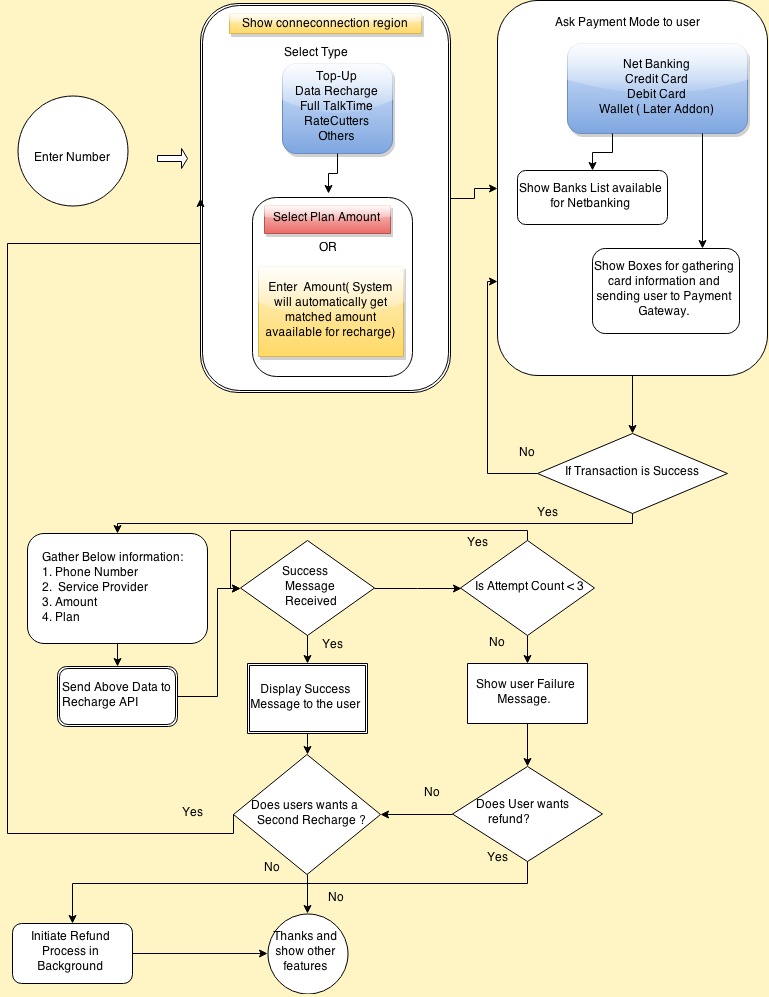 Show conneconnection region
Select Type
Top-Up
Data Recharge
Full TalkTime
RateCutters
Others
Enter Number
Select Plan Amount
OR
Enter Amount( System
will automatically get
matched amount
avaailable for recharge)
Ask Payment Mode to user
Net Banking
Credit Card
Debit Card
Wallet ( Later Addon)
Show Banks List available
for Netbanking
Show Boxes for gathering
card information and
sending user to Payment
Gateway.
No
If Transaction is Success
Yes
Gather Below information:
1. Phone Number
2. Service Provider
3. Amount
4. Plan
Send Above Data to
Recharge API
Success
Message
Received
Yes
Is Attempt Count < 3
Yes
No
Display Success
Message to the user
Show user Failure
Message.
Does users wants a
Second Recharge ?
Yes
No
Does User wants
refund?
Yes
No
No
Initiate Refund
Process in
Background
Thanks and
show other
features